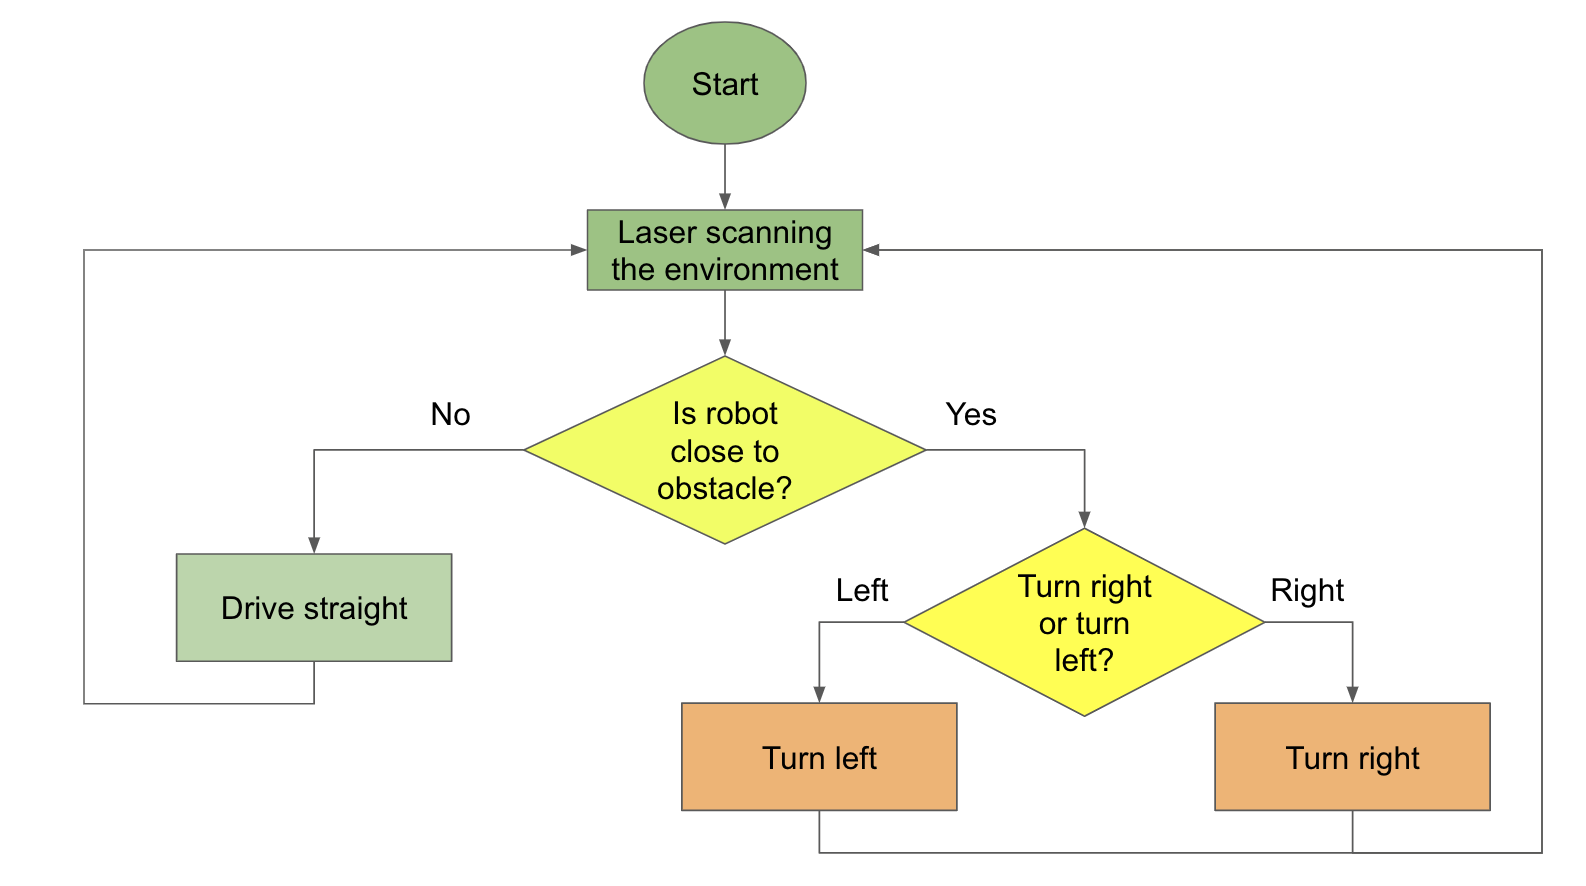 Start
Laser scanning
the environment
No
Is robot
close to
obstacle?
Yes
Drive straight
Left
Turn right
or turn
left?
Right
Turn left
Turn right